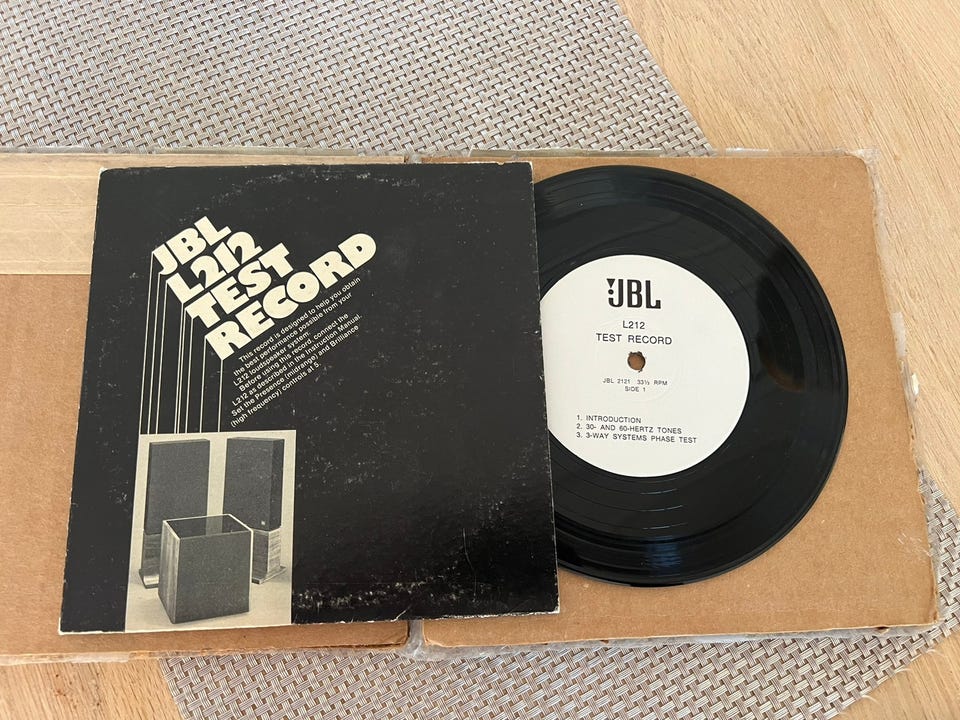 JBL
L212
TEST
RECORD
This record is designed to help you obtain
the best performance possible from your
L212 loudspeaker system.
Before using this record, connect the
L212 as described in the Instruction Manual.
Set the Presence (midrange) and Brilliance
(high frequency) controls at 5.
JBL
L212
TEST RECORD
JBL 2121 33⅓ RPM
SIDE 1
1. INTRODUCTION
2. 30- AND 60-HERTZ TONES
3. 3-WAY SYSTEMS PHASE TEST